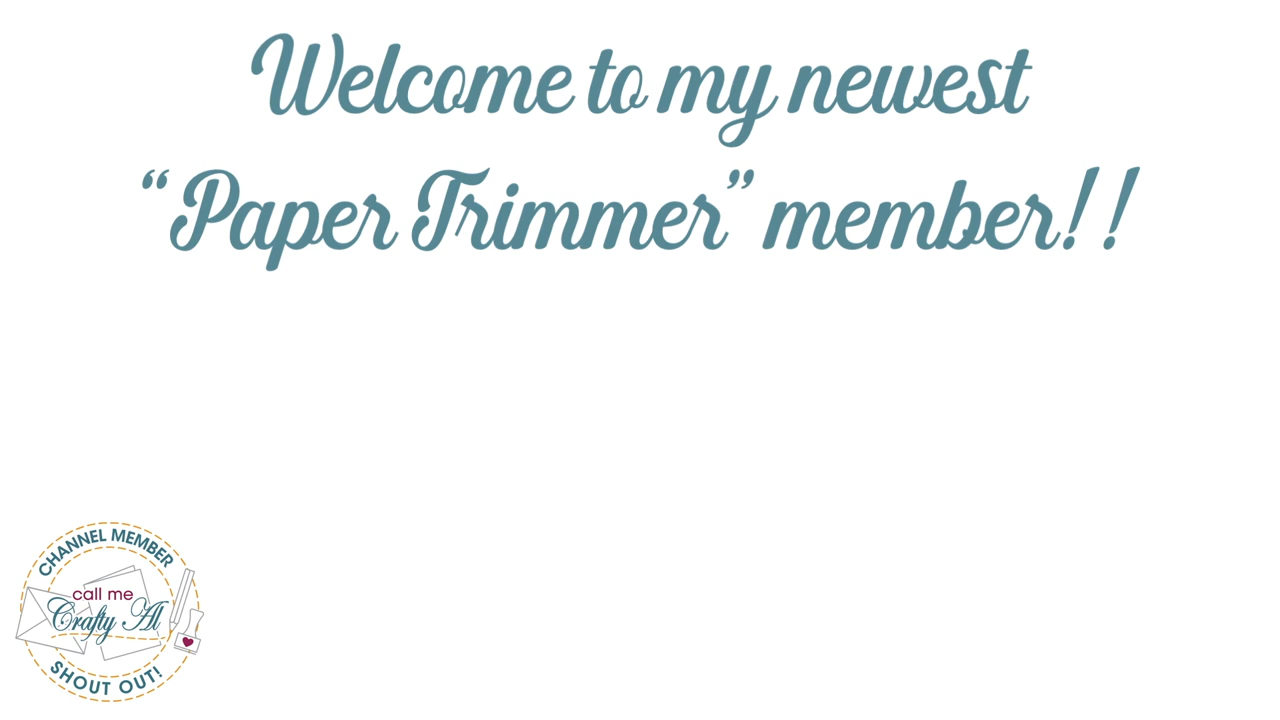 Welcome to my newest
“Paper Trimmer” member!!
CHANNEL MEMBER
call me
Crafty Al
SHOUT OUT!